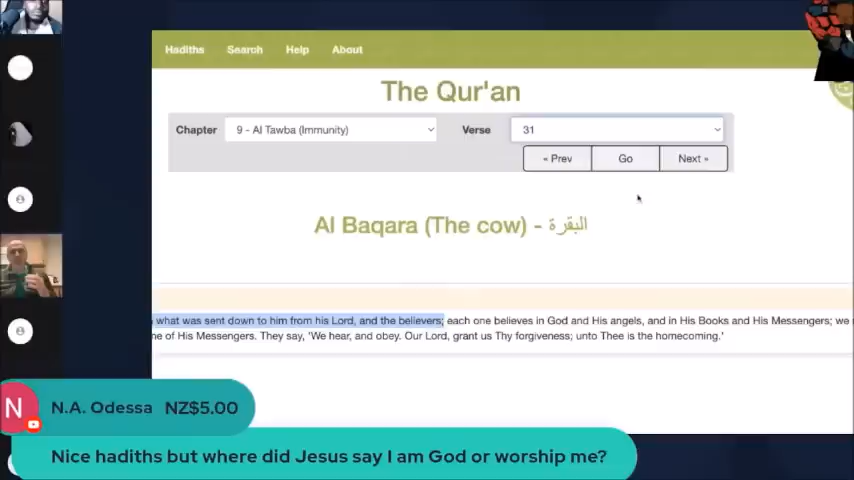 Hadiths Search Help About
The Qur'an
Chapter 9 - Al Tawba (Immunity) Verse 31
« Prev Go Next »
Al Baqara (The cow) - البقرة
what was sent down to him from his Lord, and the believers; each one believes in God and His angels, and in His Books and His Messengers; we
ne of His Messengers. They say, 'We hear, and obey. Our Lord, grant us Thy forgiveness; unto Thee is the homecoming.'
N N.A. Odessa NZ$5.00
Nice hadiths but where did Jesus say I am God or worship me?